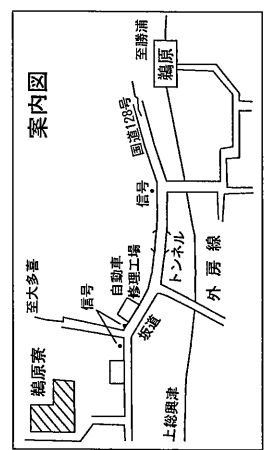 案内図
至勝浦
鵜原
国道128号
信号
至大多喜
信号
自動車
修理工場
トンネル
外房線
坂道
上総興津
鵜原寮